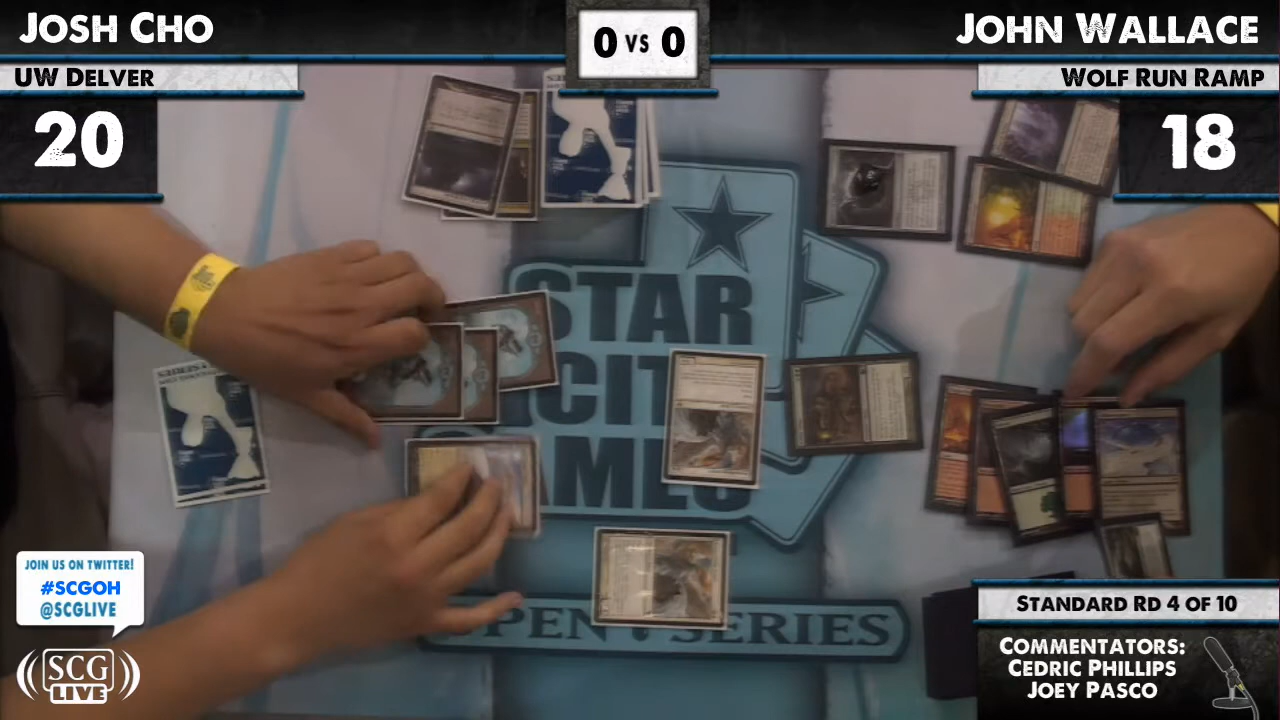 JOSH CHO
0 VS 0
JOHN WALLACE
UW DELVER
WOLF RUN RAMP
20
18
STAR
CIT
GAMES
OPEN SERIES
JOIN US ON TWITTER!
#SCGOH
@SCGLIVE
SCG
LIVE
STANDARD RD 4 OF 10
COMMENTATORS:
CEDRIC PHILLIPS
JOEY PASCO